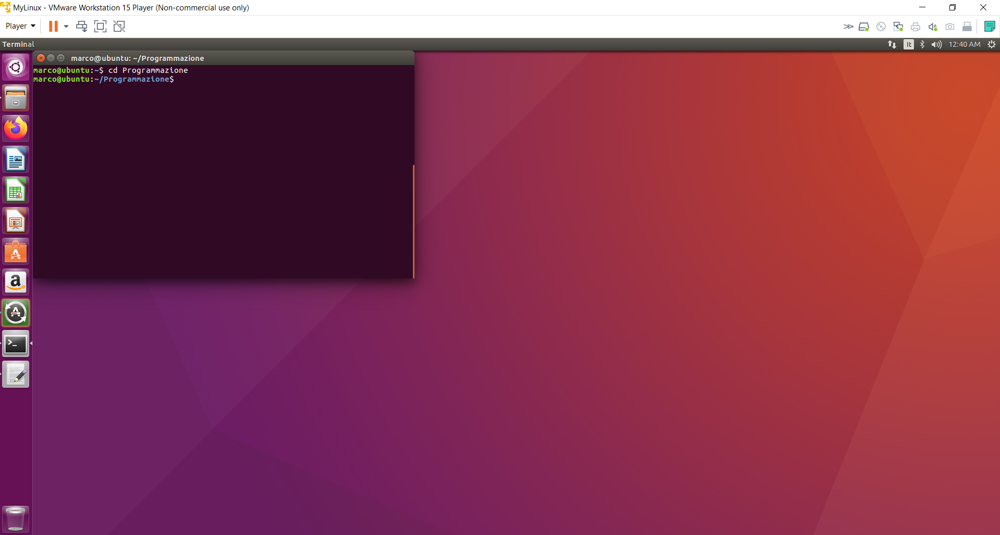 MyLinux - VMware Workstation 15 Player (Non-commercial use only)
Player
Terminal
It
12:40 AM
marco@ubuntu: ~/Programmazione
marco@ubuntu:~$ cd Programmazione
marco@ubuntu:~/Programmazione$